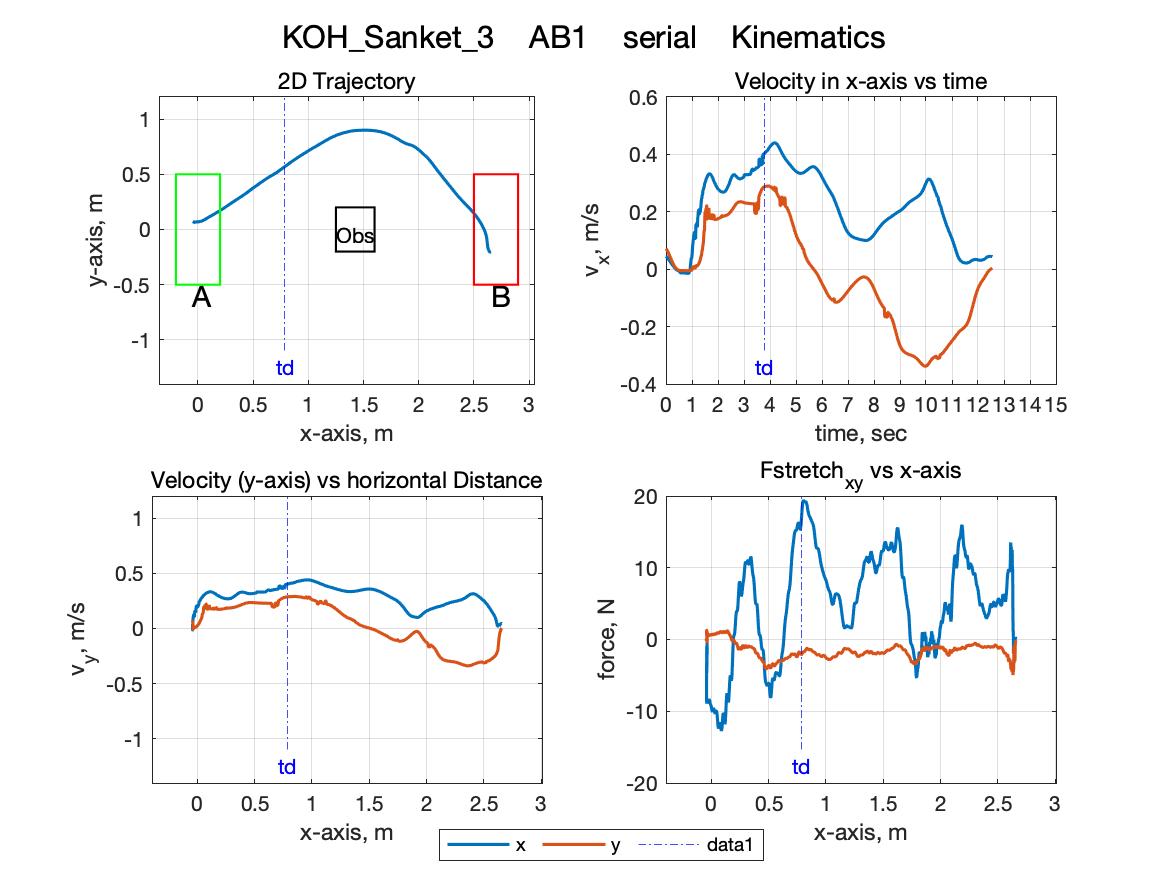 KOH_Sanket_3 AB1 serial Kinematics
2D Trajectory
1
0.5
0
-0.5
-1
y-axis, m
A
Obs
B
td
0 0.5 1 1.5 2 2.5 3
x-axis, m
Velocity in x-axis vs time
0.6
0.4
0.2
0
-0.2
-0.4
vx, m/s
td
0 1 2 3 4 5 6 7 8 9 10 11 12 13 14 15
time, sec
Velocity (y-axis) vs horizontal Distance
1
0.5
0
-0.5
-1
vy, m/s
td
0 0.5 1 1.5 2 2.5 3
x-axis, m
Fstretchxy vs x-axis
20
10
0
-10
-20
force, N
td
0 0.5 1 1.5 2 2.5 3
x-axis, m
x y data1